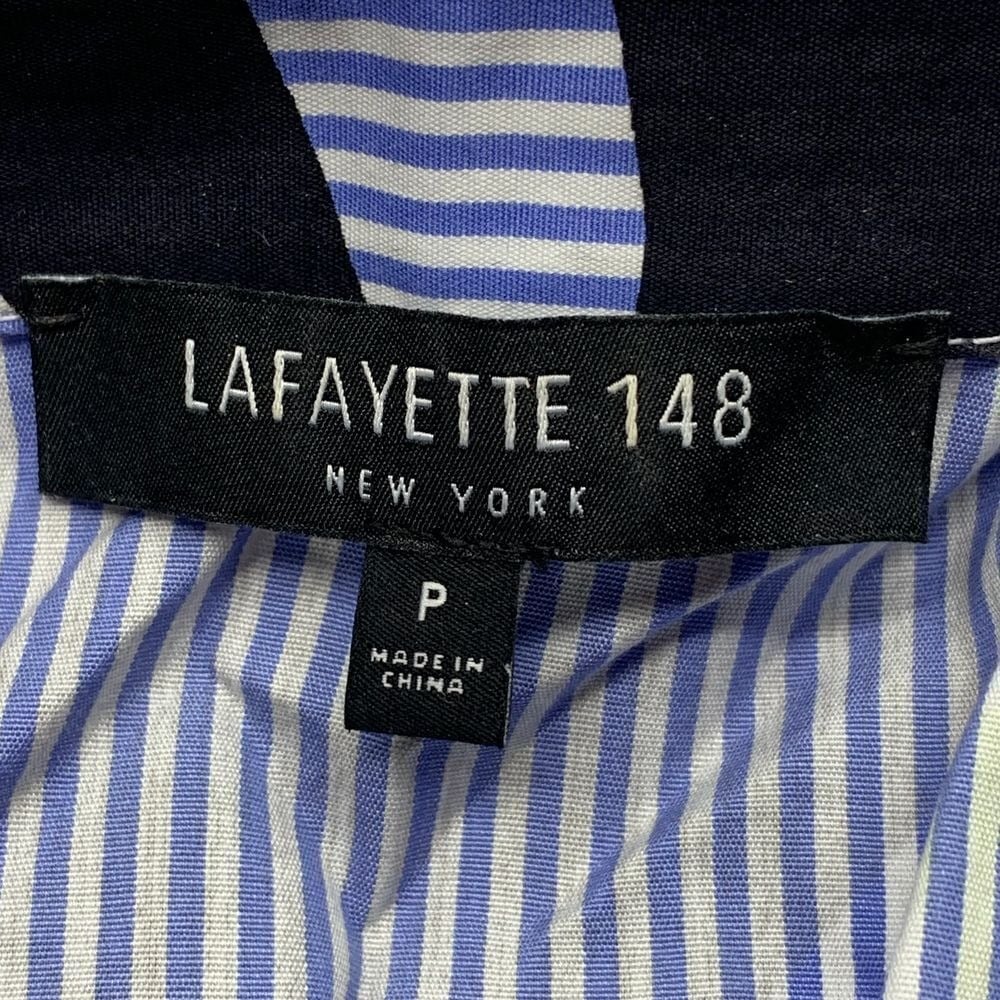 LAFAYETTE 148
NEW YORK
P
MADE IN
CHINA